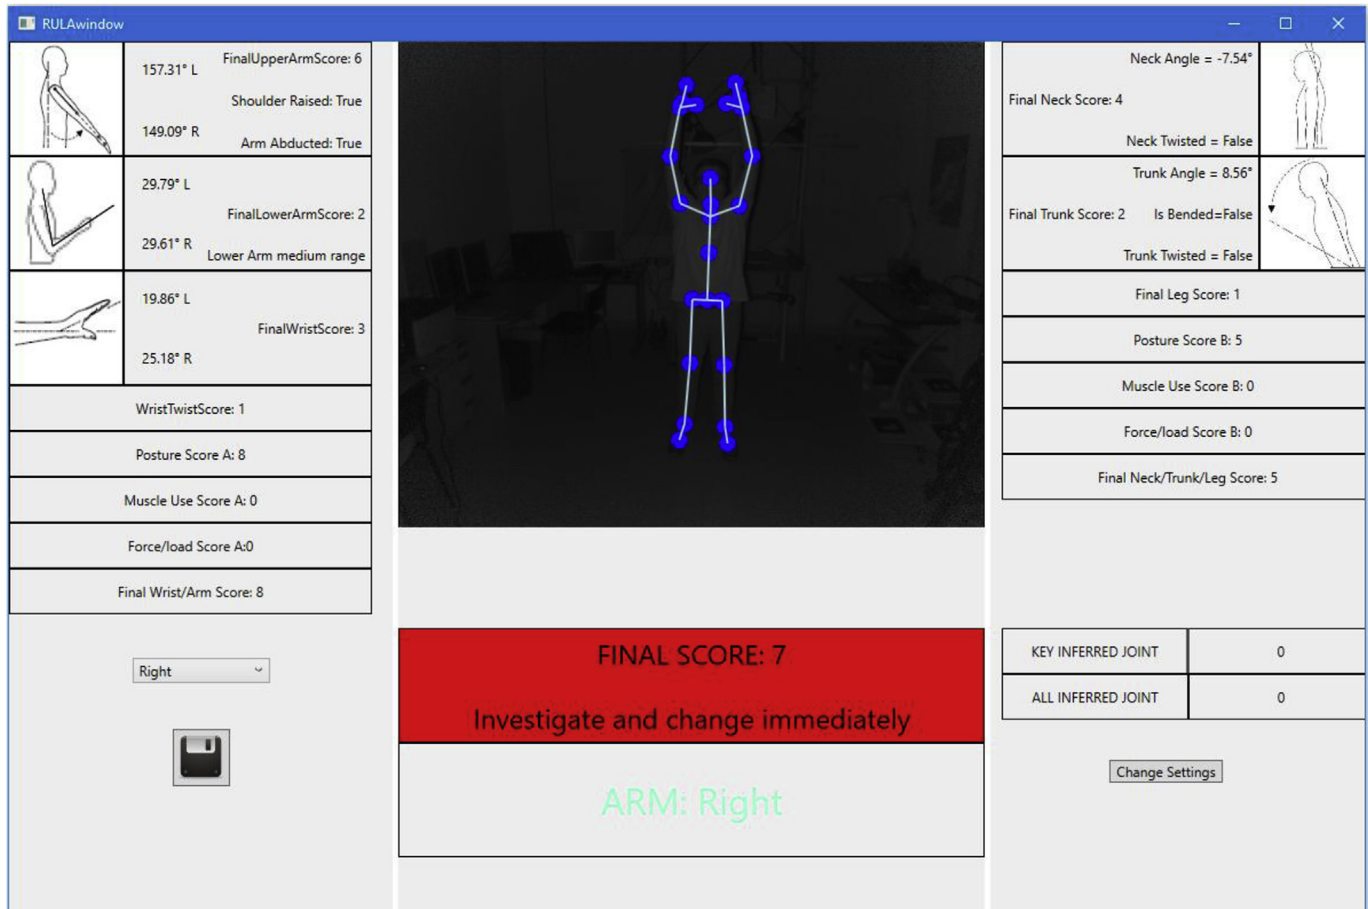 RULAwindow
157.31° L
FinalUpperArmScore: 6
Shoulder Raised: True
149.09° R
Arm Abducted: True
29.79° L
FinalLowerArmScore: 2
29.61° R
Lower Arm medium range
19.86° L
FinalWristScore: 3
25.18° R
WristTwistScore: 1
Posture Score A: 8
Muscle Use Score A: 0
Force/load Score A:0
Final Wrist/Arm Score: 8
Right
FINAL SCORE: 7
Investigate and change immediately
ARM: Right
Neck Angle = -7.54°
Final Neck Score: 4
Neck Twisted = False
Trunk Angle = 8.56°
Final Trunk Score: 2 Is Bended=False
Trunk Twisted = False
Final Leg Score: 1
Posture Score B: 5
Muscle Use Score B: 0
Force/load Score B: 0
Final Neck/Trunk/Leg Score: 5
KEY INFERRED JOINT 0
ALL INFERRED JOINT 0
Change Settings